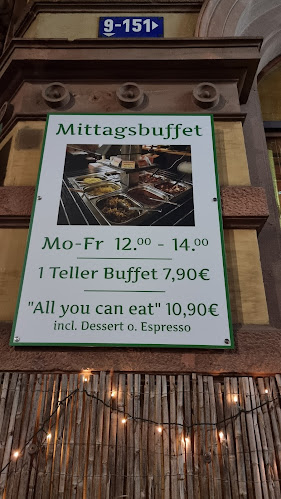 9-151
Mittagsbuffet
Mo-Fr 12.00 - 14.00
1 Teller Buffet 7,90€
"All you can eat" 10,90€
incl. Dessert o. Espresso